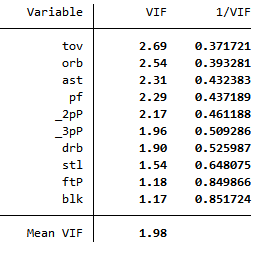 Variable VIF 1/VIF
tov 2.69 0.371721
orb 2.54 0.393281
ast 2.31 0.432383
pf 2.29 0.437189
_2pP 2.17 0.461188
_3pP 1.96 0.509286
drb 1.90 0.525987
stl 1.54 0.648075
ftP 1.18 0.849866
blk 1.17 0.851724
Mean VIF 1.98